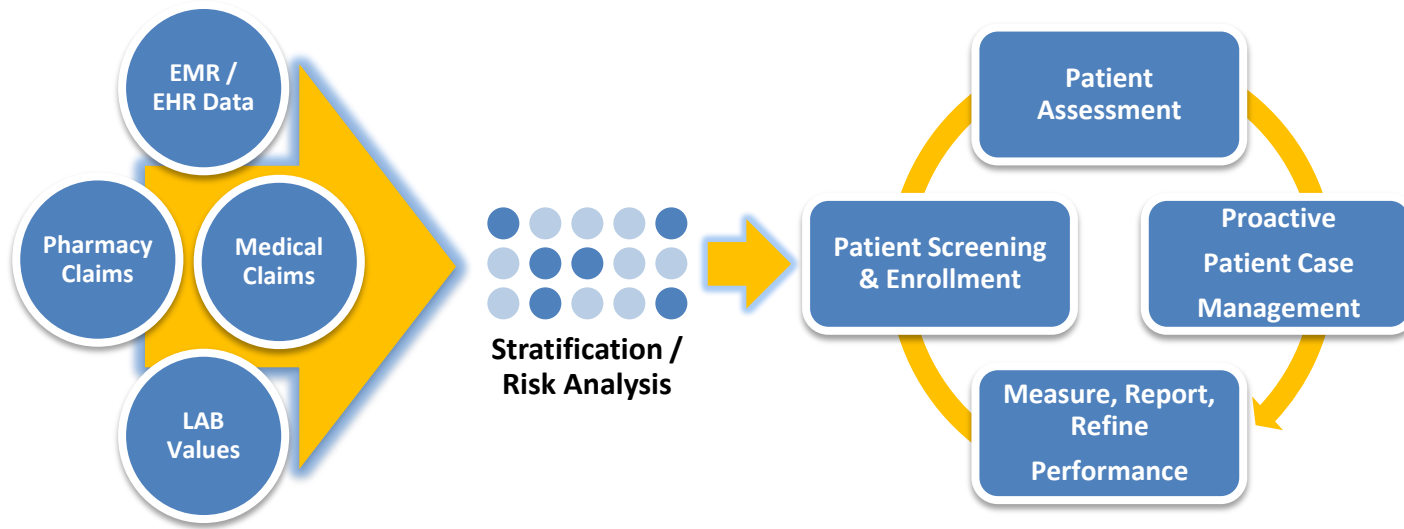 EMR /
EHR Data
Pharmacy
Claims
Medical
Claims
LAB
Values
Stratification /
Risk Analysis
Patient
Assessment
Patient Screening
& Enrollment
Proactive
Patient Case
Management
Measure, Report,
Refine
Performance